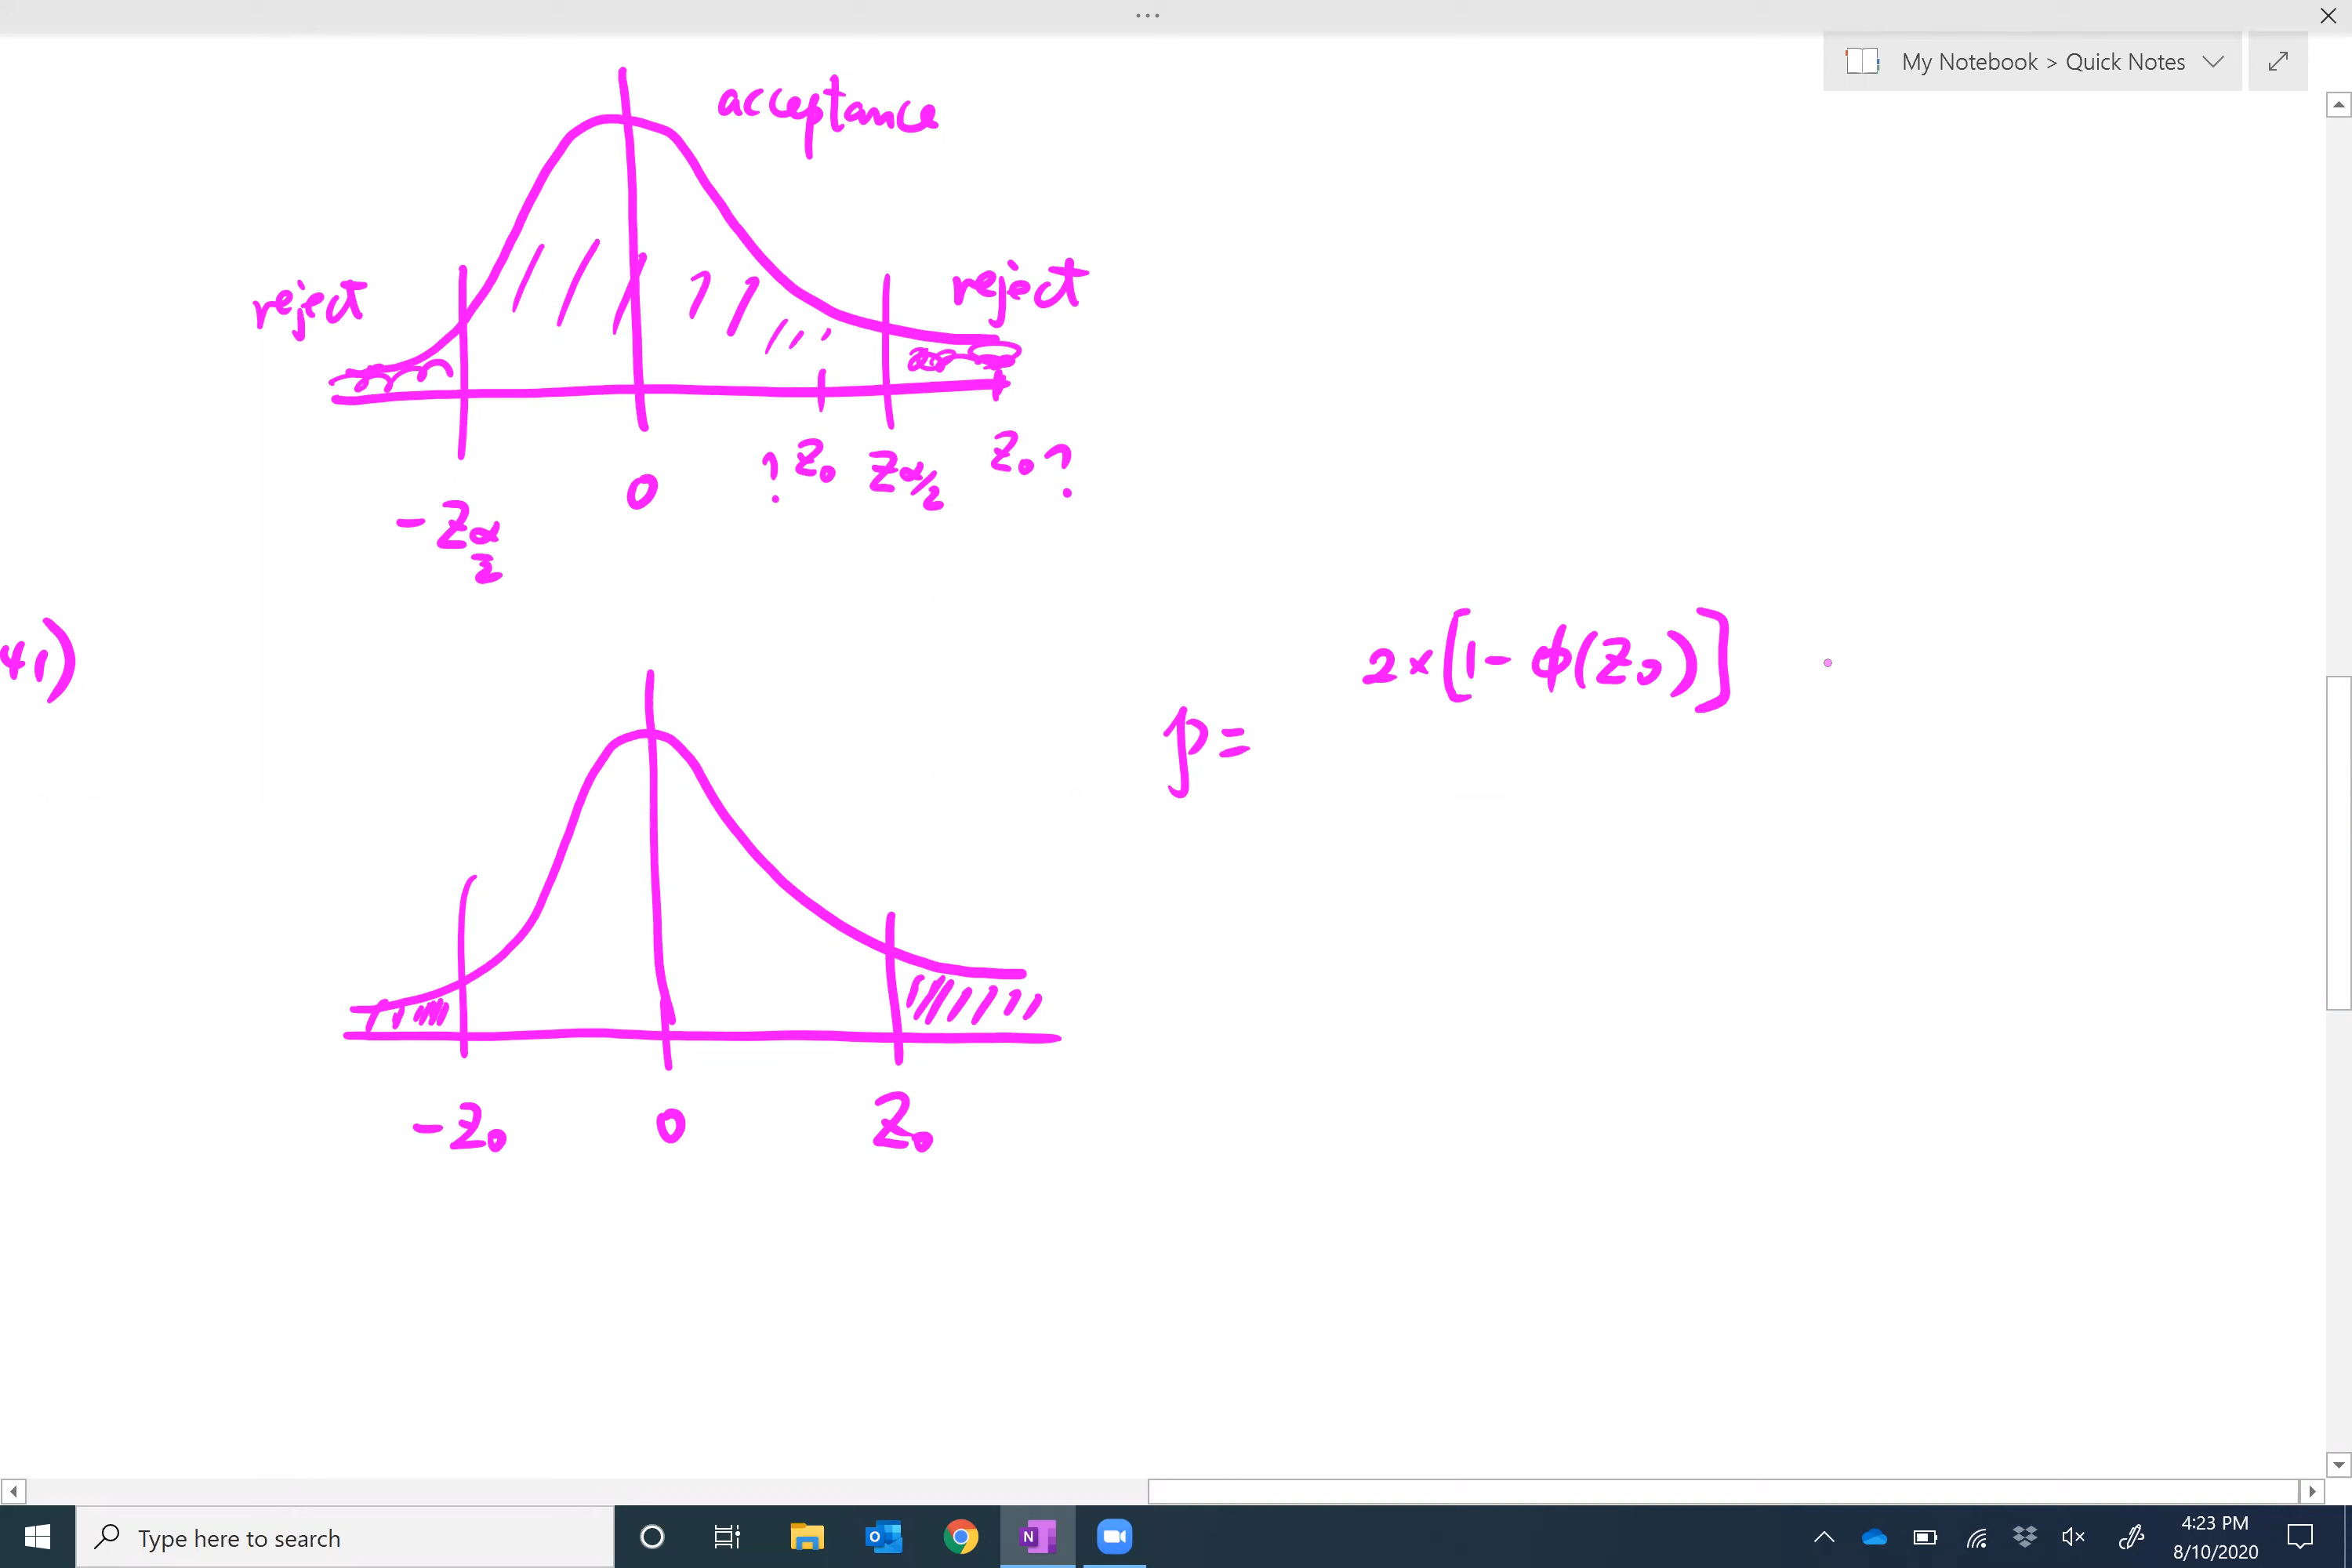 My Notebook > Quick Notes
acceptance
reject
reject
-Zα/2 0 ? Z₀ Zα/2 Z₀ ?
41)
2×[1-ϕ(Z₀)]
p=
-Z₀ 0 Z₀
Type here to search
4:23 PM
8/10/2020